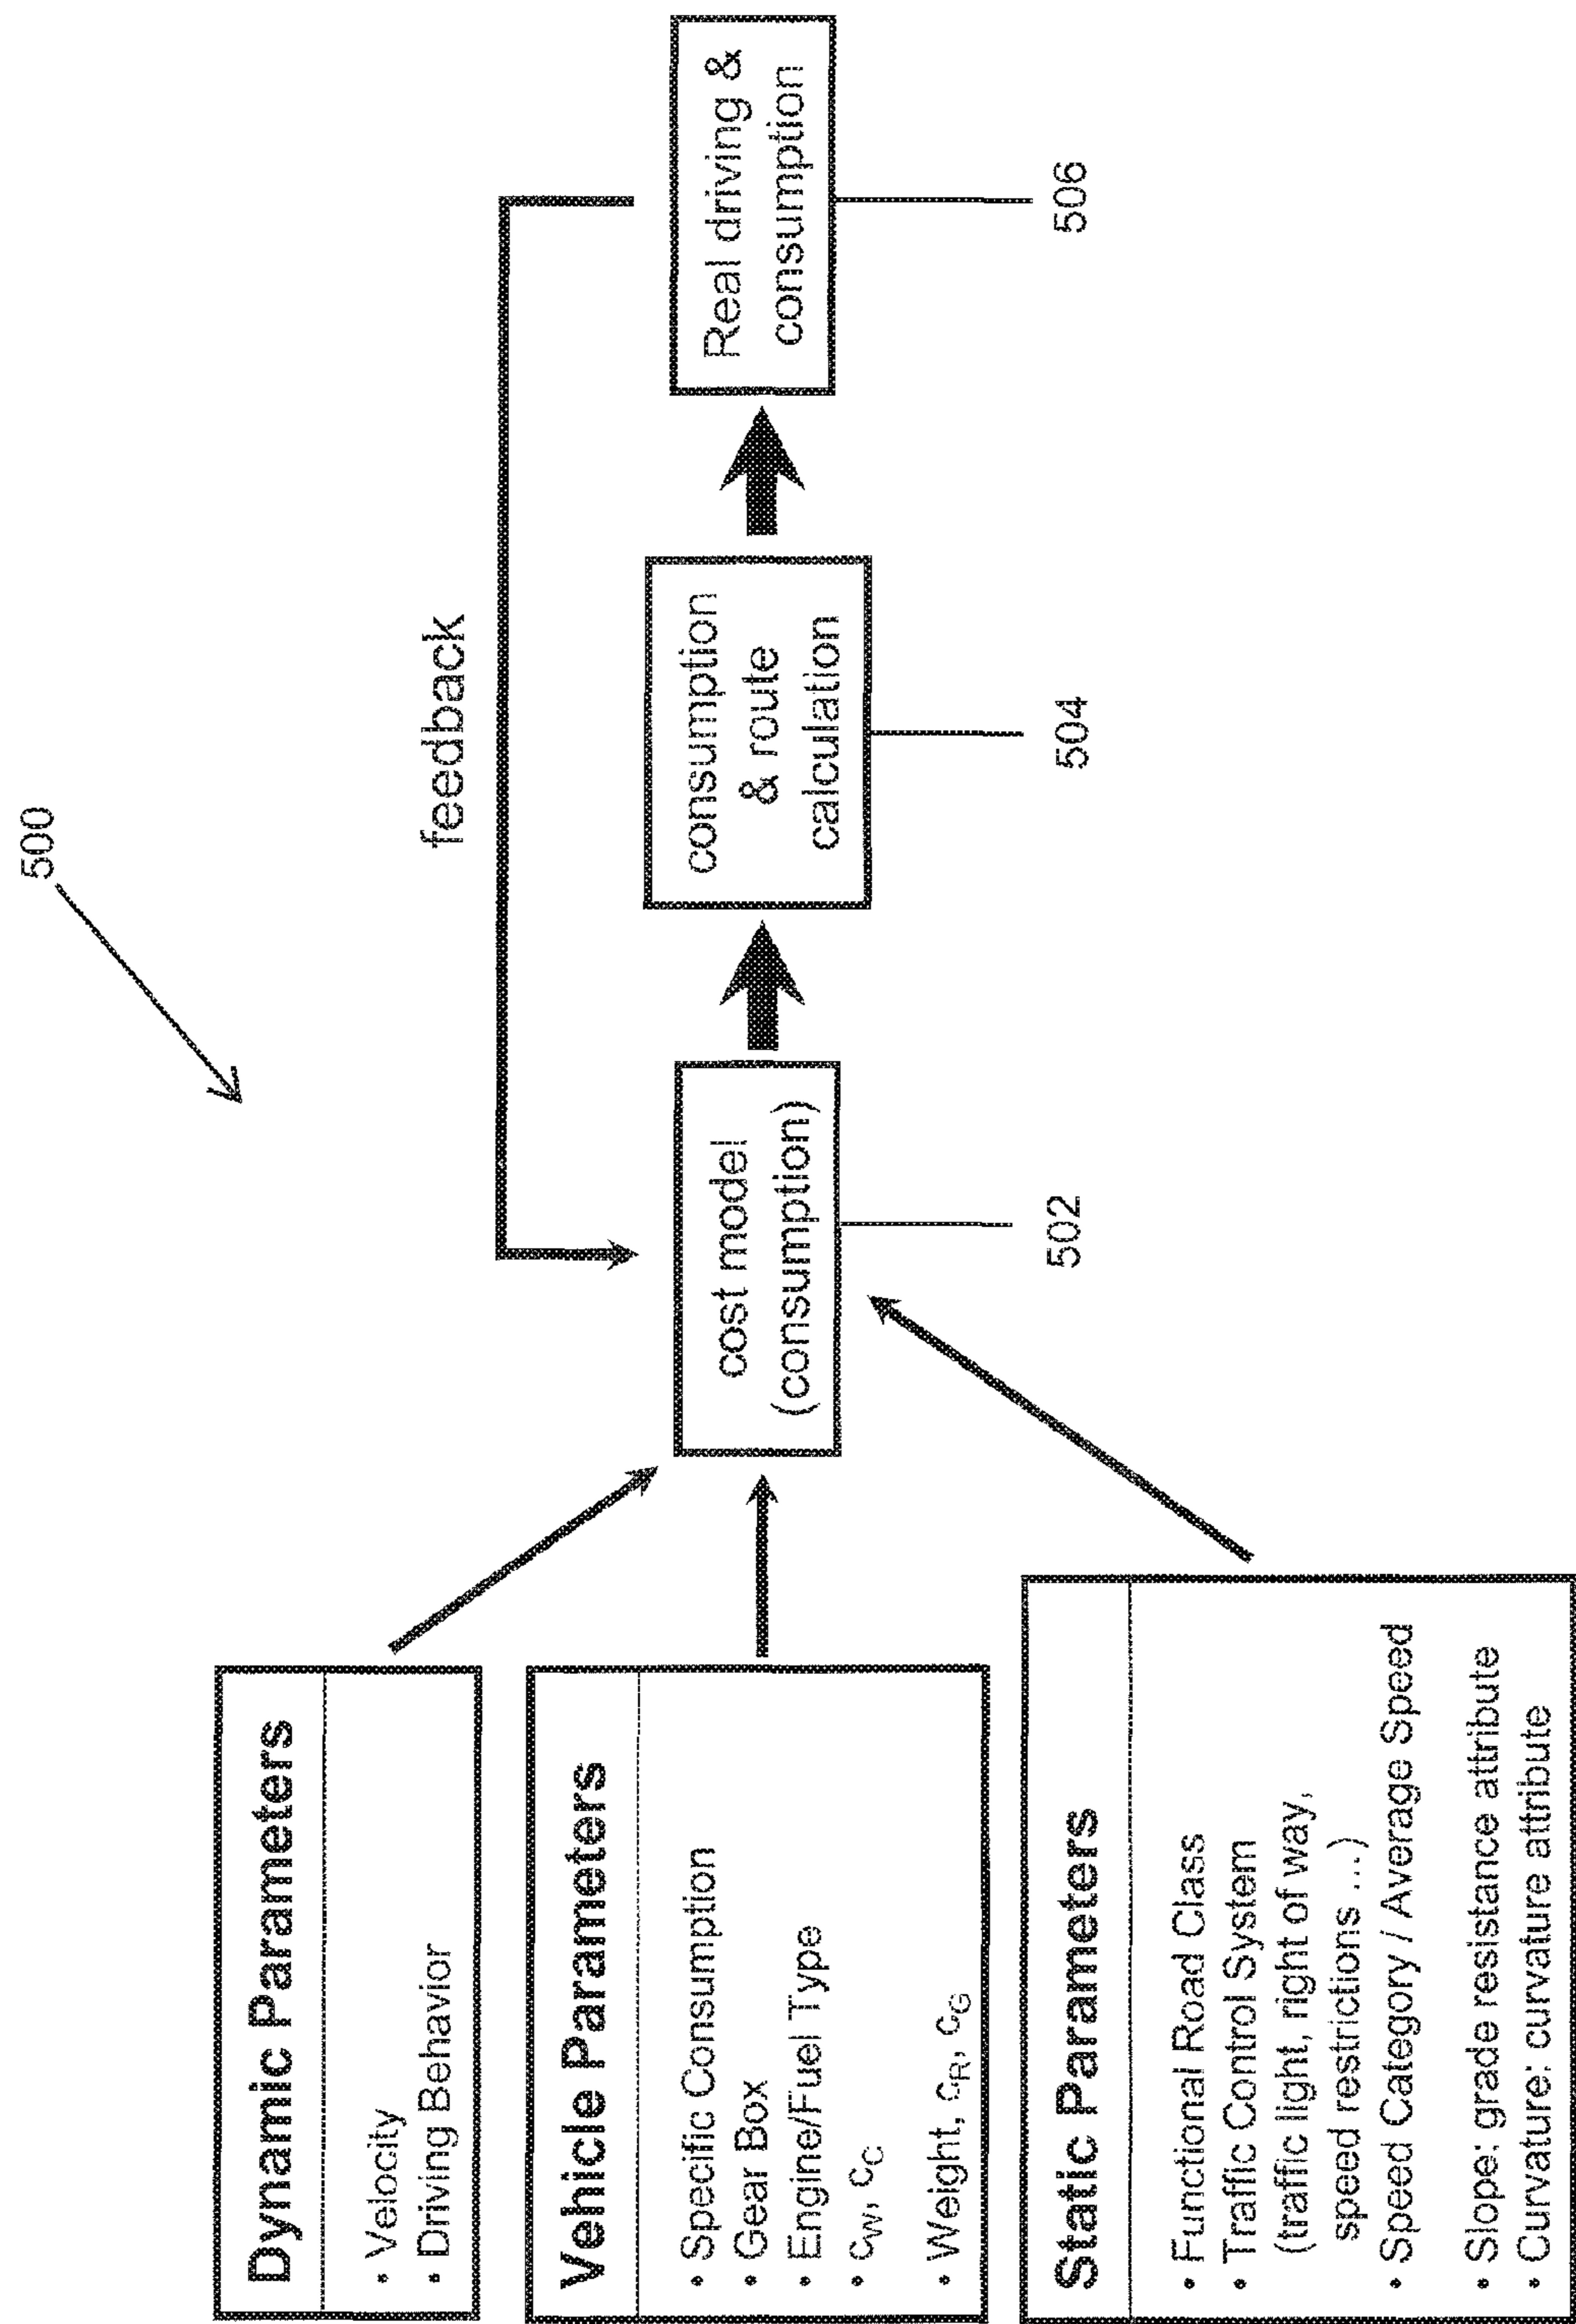 500
feedback
Dynamic Parameters
• Velocity
• Driving Behavior
Vehicle Parameters
• Specific Consumption
• Gear Box
• Engine/Fuel Type
• cW, cC
• Weight, cR, cG
Static Parameters
• Functional Road Class
• Traffic Control System
(traffic light, right of way,
speed restrictions ...)
• Speed Category / Average Speed
• Slope: grade resistance attribute
• Curvature: curvature attribute
cost model
(consumption)
502
consumption
& route
calculation
504
Real driving &
consumption
506